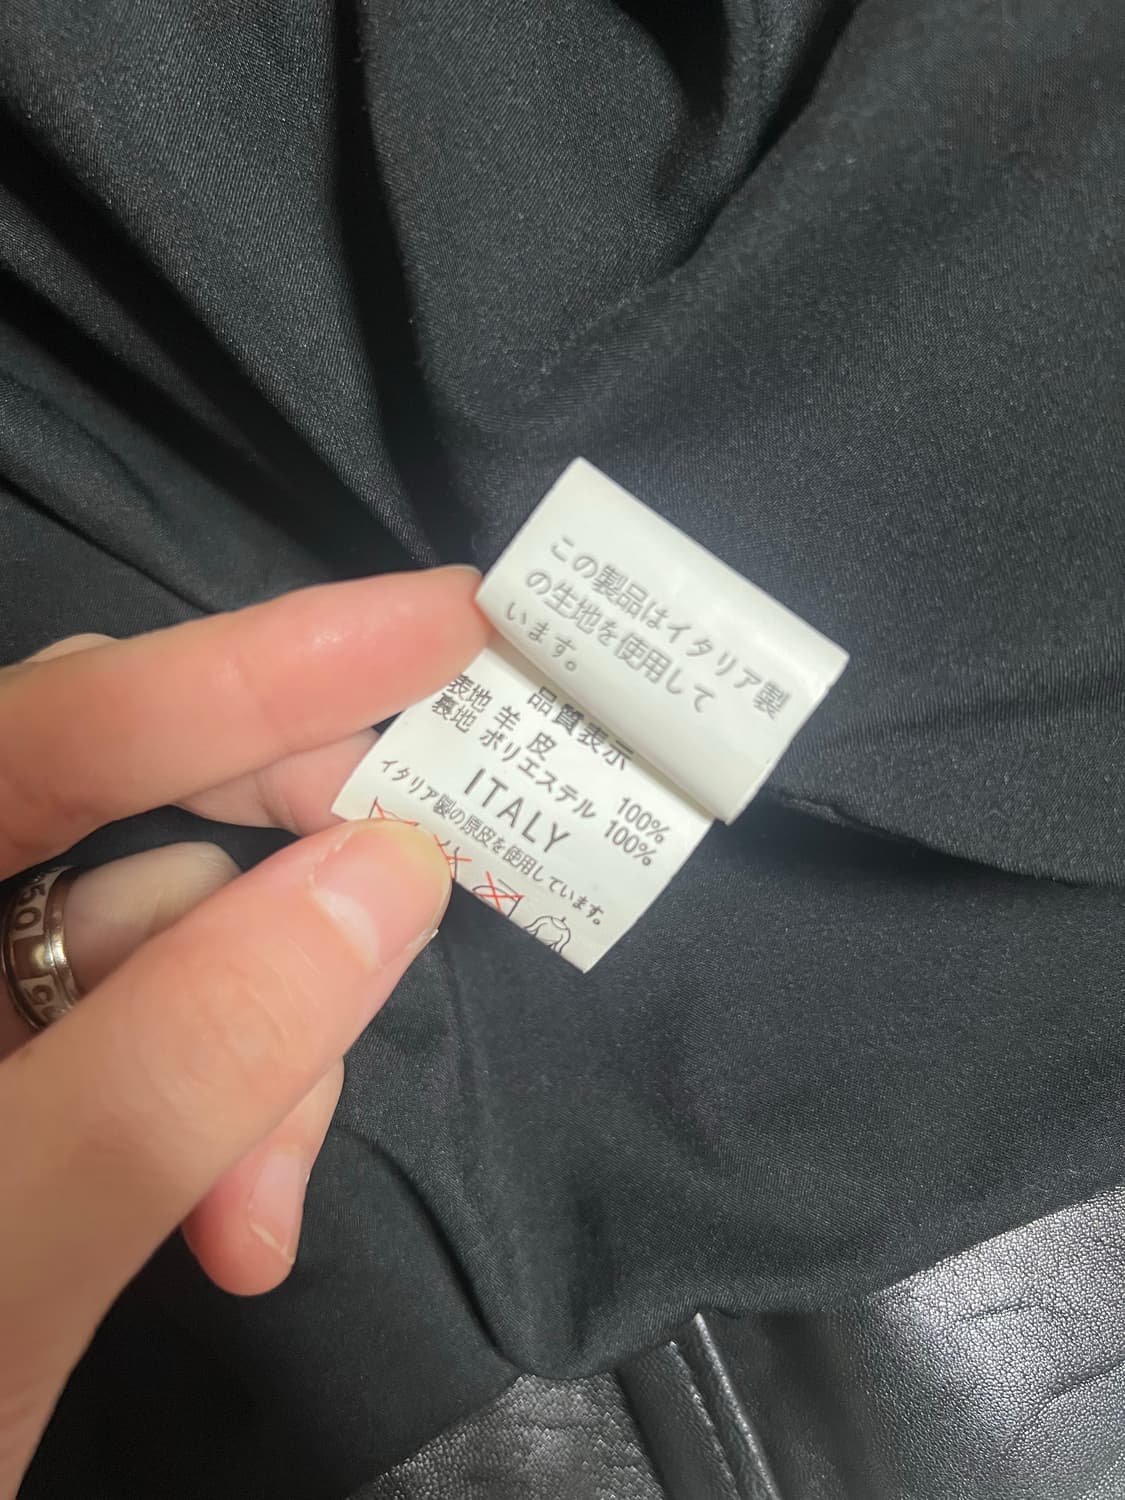 この製品はイタリア製
の生地を使用して
います。
品質表示
表地 羊 皮 100%
裏地 ポリエステル 100%
ITALY
イタリア製の原皮を使用しています。
50